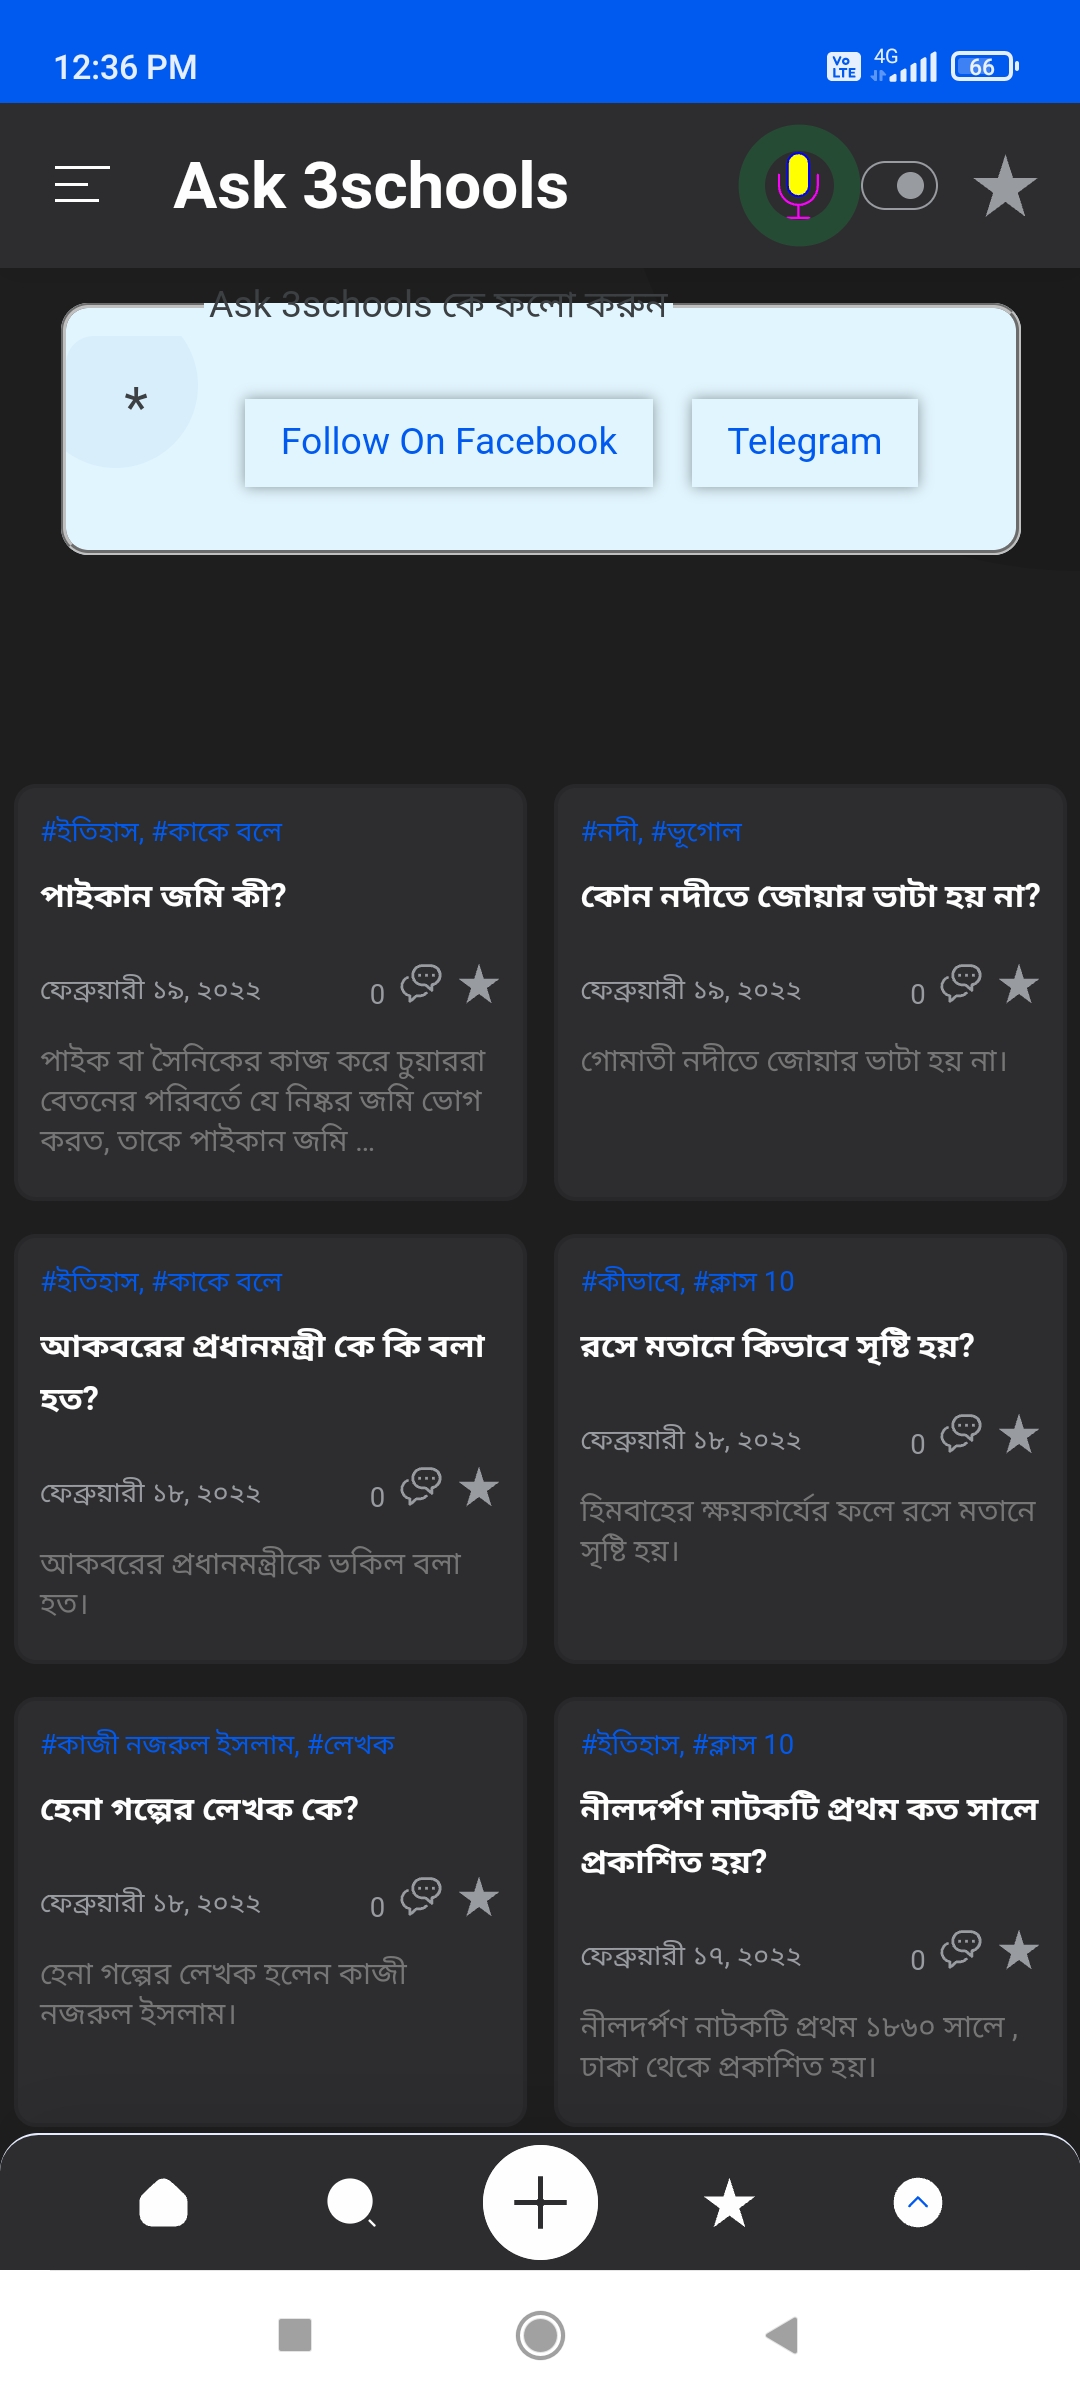 12:36 PM
Vo LTE 4G 66
Ask 3schools
Ask 3schools কে ফলো করুন
*
Follow On Facebook
Telegram
#ইতিহাস, #কাকে বলে
পাইকান জমি কী?
ফেব্রুয়ারী ১৯, ২০২২ 0
পাইক বা সৈনিকের কাজ করে চুয়াররা
বেতনের পরিবর্তে যে নিষ্কর জমি ভোগ
করত, তাকে পাইকান জমি ...
#নদী, #ভূগোল
কোন নদীতে জোয়ার ভাটা হয় না?
ফেব্রুয়ারী ১৯, ২০২২ 0
গোমাতী নদীতে জোয়ার ভাটা হয় না।
#ইতিহাস, #কাকে বলে
আকবরের প্রধানমন্ত্রী কে কি বলা
হত?
ফেব্রুয়ারী ১৮, ২০২২ 0
আকবরের প্রধানমন্ত্রীকে ভকিল বলা
হত।
#কীভাবে, #ক্লাস 10
রসে মতানে কিভাবে সৃষ্টি হয়?
ফেব্রুয়ারী ১৮, ২০২২ 0
হিমবাহের ক্ষয়কার্যের ফলে রসে মতানে
সৃষ্টি হয়।
#কাজী নজরুল ইসলাম, #লেখক
হেনা গল্পের লেখক কে?
ফেব্রুয়ারী ১৮, ২০২২ 0
হেনা গল্পের লেখক হলেন কাজী
নজরুল ইসলাম।
#ইতিহাস, #ক্লাস 10
নীলদর্পণ নাটকটি প্রথম কত সালে
প্রকাশিত হয়?
ফেব্রুয়ারী ১৭, ২০২২ 0
নীলদর্পণ নাটকটি প্রথম ১৮৬০ সালে ,
ঢাকা থেকে প্রকাশিত হয়।